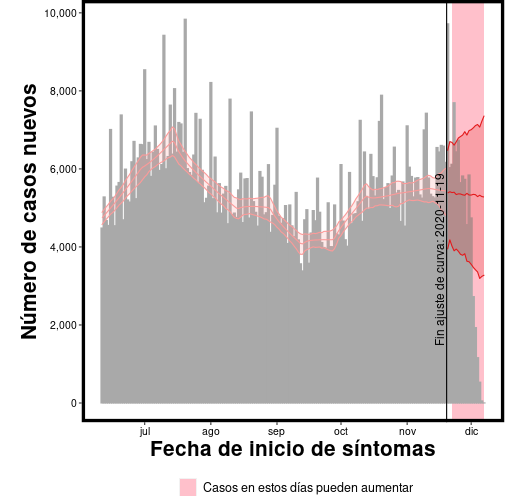 10,000
8,000
6,000
4,000
2,000
0
Número de casos nuevos
Fin ajuste de curva: 2020-11-19
jul ago sep oct nov dic
Fecha de inicio de síntomas
Casos en estos días pueden aumentar